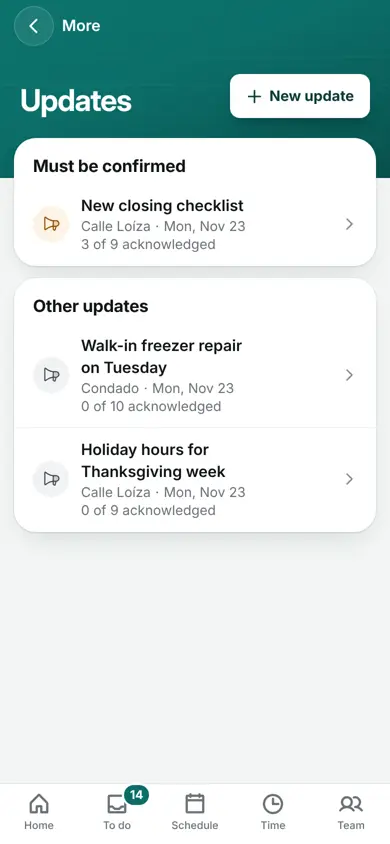 More
Updates
New update
Must be confirmed
New closing checklist
Calle Loíza · Mon, Nov 23
3 of 9 acknowledged
Other updates
Walk-in freezer repair
on Tuesday
Condado · Mon, Nov 23
0 of 10 acknowledged
Holiday hours for
Thanksgiving week
Calle Loíza · Mon, Nov 23
0 of 9 acknowledged
14
Home
To do
Schedule
Time
Team